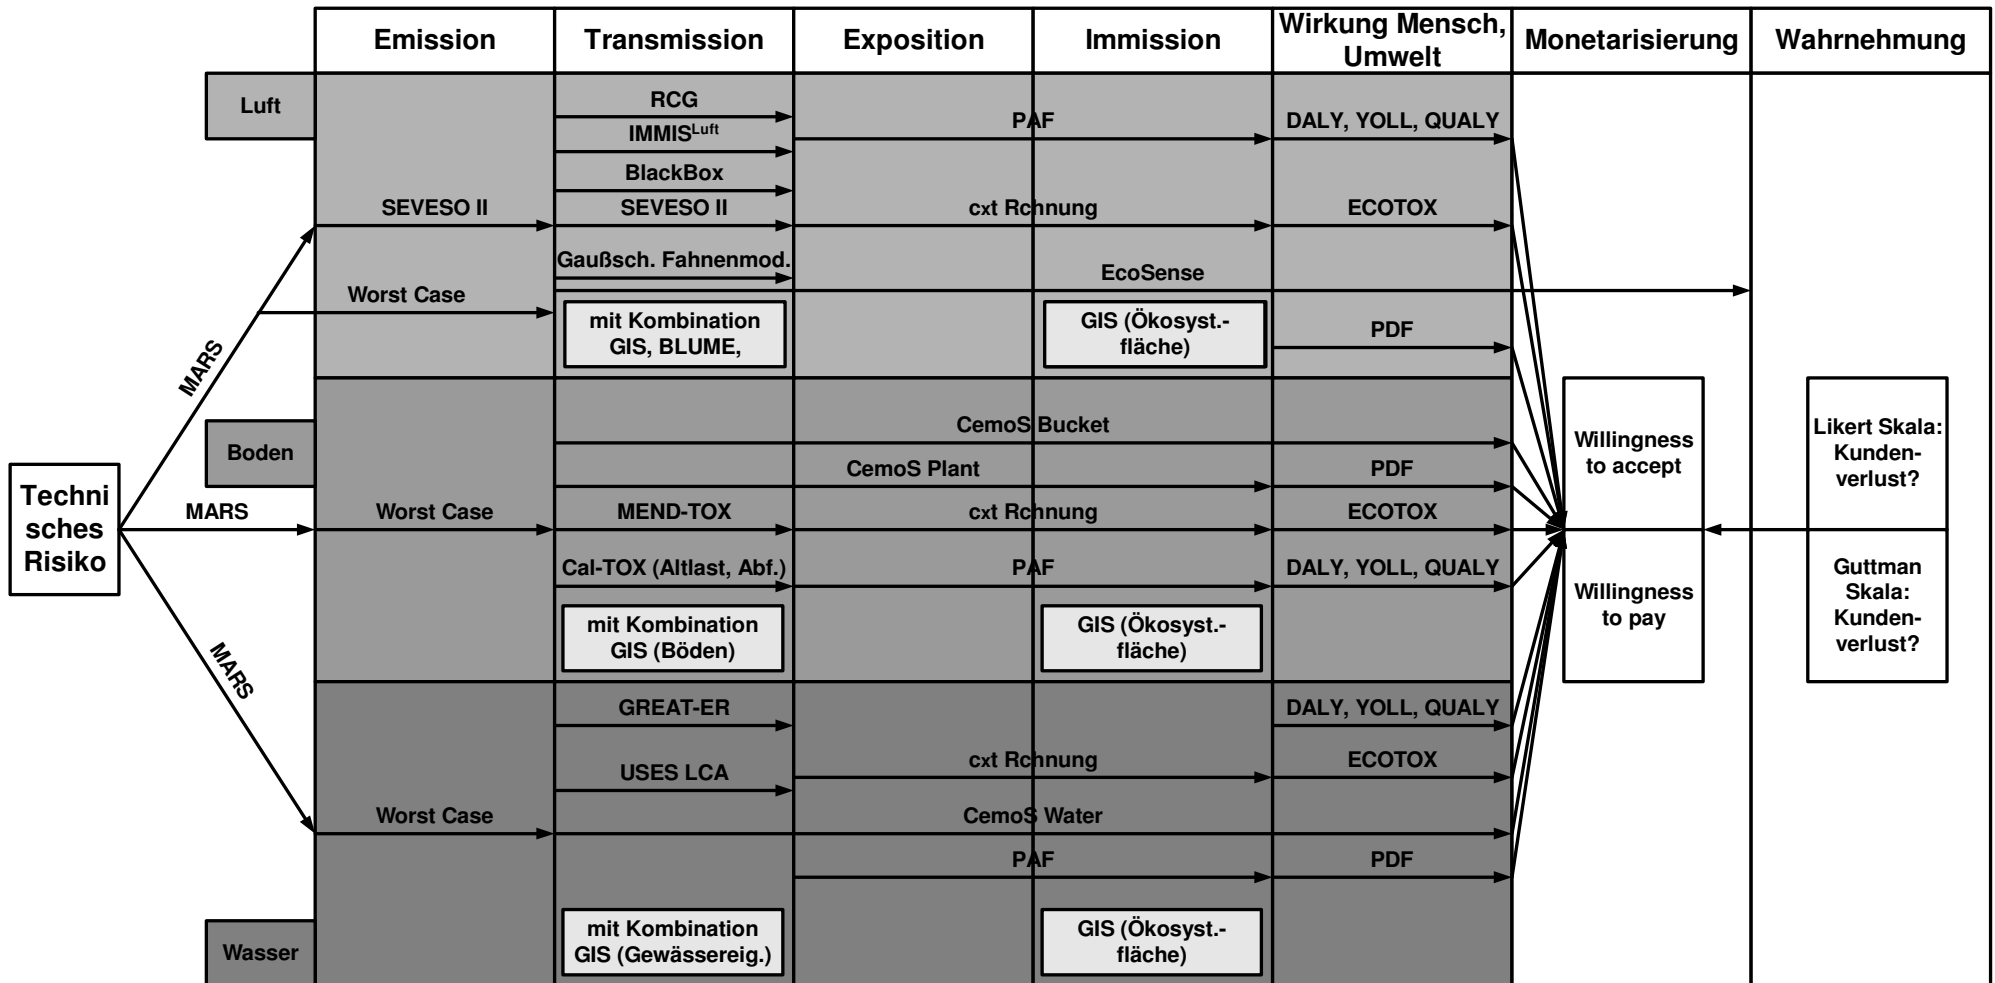 Emission
Transmission
Exposition
Immission
Wirkung Mensch,
Umwelt
Monetarisierung
Wahrnehmung
Luft
RCG
IMMISLuft
PAF
DALY, YOLL, QUALY
BlackBox
SEVESO II
SEVESO II
cxt Rchnung
ECOTOX
Gaußsch. Fahnenmod.
EcoSense
Worst Case
mit Kombination
GIS, BLUME,
GIS (Ökosyst.-
fläche)
PDF
MARS
Boden
CemoS Bucket
CemoS Plant
PDF
Techni
sches
Risiko
MARS
Worst Case
MEND-TOX
cxt Rchnung
ECOTOX
Cal-TOX (Altlast, Abf.)
PAF
DALY, YOLL, QUALY
mit Kombination
GIS (Böden)
GIS (Ökosyst.-
fläche)
Willingness
to accept
Willingness
to pay
Likert Skala:
Kunden-
verlust?
Guttman
Skala:
Kunden-
verlust?
MARS
GREAT-ER
DALY, YOLL, QUALY
USES LCA
cxt Rchnung
ECOTOX
Worst Case
CemoS Water
PAF
PDF
Wasser
mit Kombination
GIS (Gewässereig.)
GIS (Ökosyst.-
fläche)